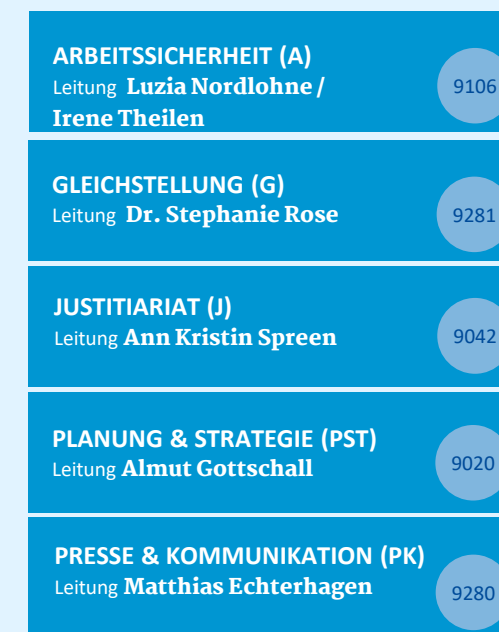 ARBEITSSICHERHEIT (A)
Leitung Luzia Nordlohne /
Irene Theilen
9106
GLEICHSTELLUNG (G)
Leitung Dr. Stephanie Rose
9281
JUSTITIARIAT (J)
Leitung Ann Kristin Spreen
9042
PLANUNG & STRATEGIE (PST)
Leitung Almut Gottschall
9020
PRESSE & KOMMUNIKATION (PK)
Leitung Matthias Echterhagen
9280